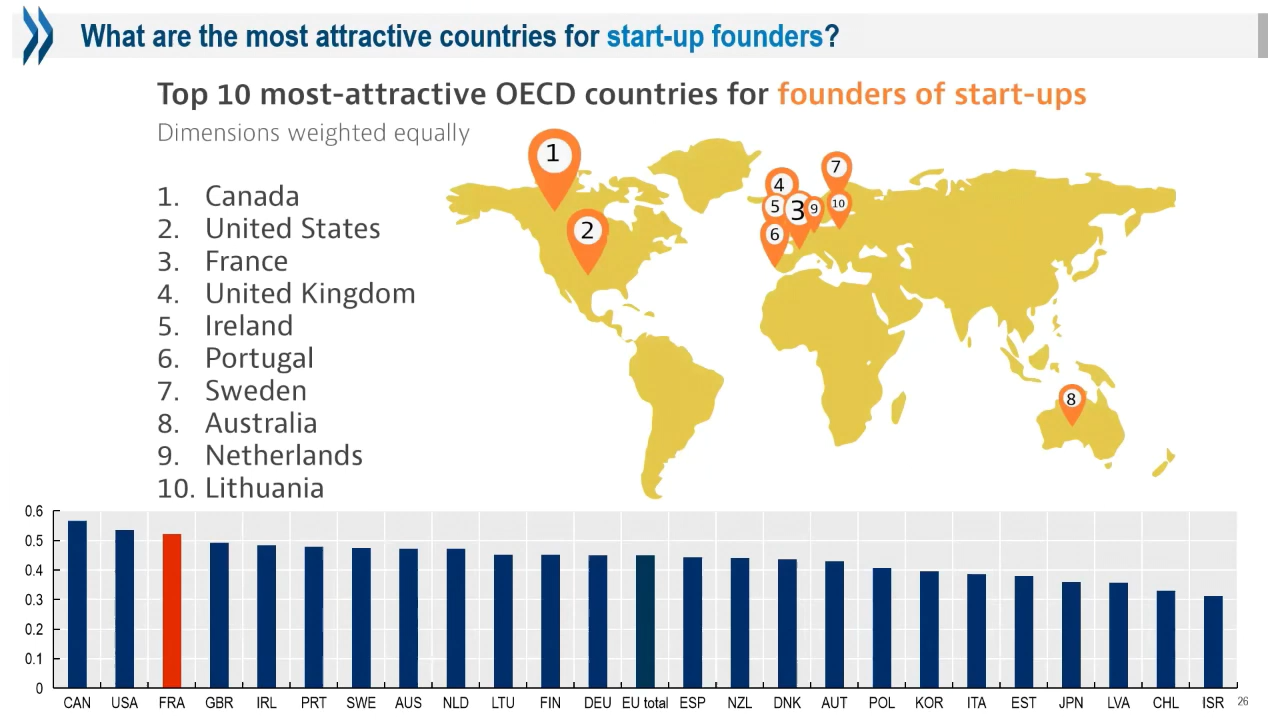 What are the most attractive countries for start-up founders?
Top 10 most-attractive OECD countries for founders of start-ups
Dimensions weighted equally
1. Canada
2. United States
3. France
4. United Kingdom
5. Ireland
6. Portugal
7. Sweden
8. Australia
9. Netherlands
10. Lithuania
1
2
4
7
5
3
9
10
6
8
0.6
0.5
0.4
0.3
0.2
0.1
0
CAN USA FRA GBR IRL PRT SWE AUS NLD LTU FIN DEU EU total ESP NZL DNK AUT POL KOR ITA EST JPN LVA CHL ISR
26